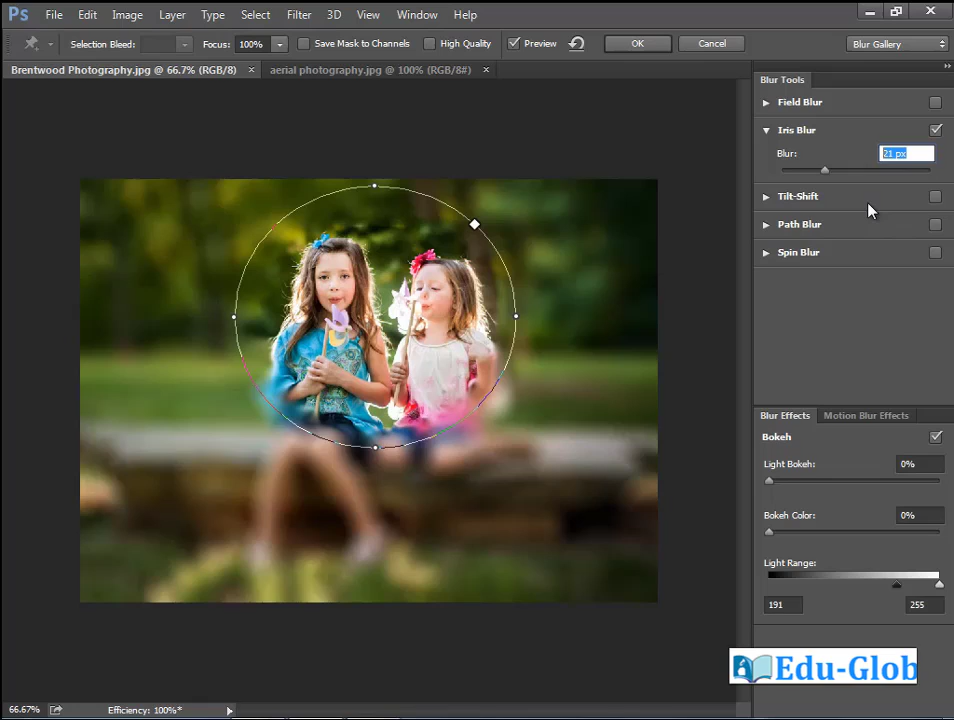 Ps File Edit Image Layer Type Select Filter 3D View Window Help
Selection Bleed: Focus: 100% Save Mask to Channels High Quality Preview OK Cancel Blur Gallery
Brentwood Photography.jpg @ 66.7% (RGB/8) × aerial photography.jpg @ 100% (RGB/8#) ×
Blur Tools
Field Blur
Iris Blur
Blur: 21 px
Tilt-Shift
Path Blur
Spin Blur
Blur Effects Motion Blur Effects
Bokeh
Light Bokeh: 0%
Bokeh Color: 0%
Light Range:
191 255
Edu-Glob
66.67% Efficiency: 100%*